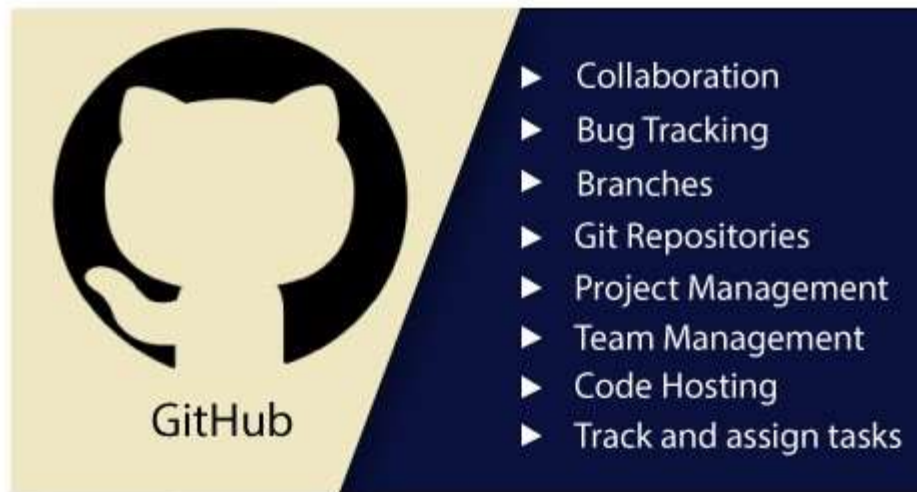 GitHub
Collaboration
Bug Tracking
Branches
Git Repositories
Project Management
Team Management
Code Hosting
Track and assign tasks